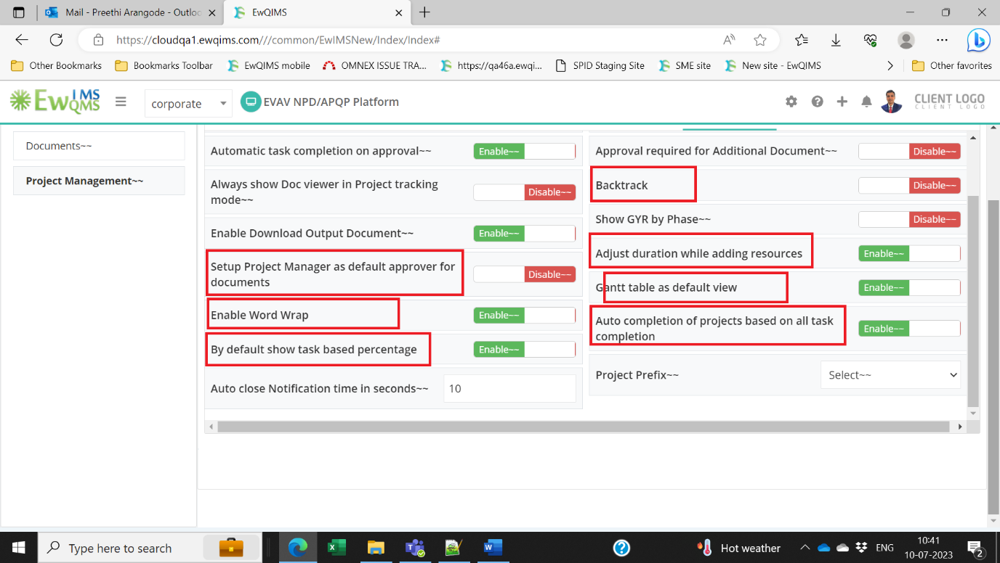 Mail - Preethi Arangode - Outloo
EwQIMS
https://cloudqa1.ewqims.com///common/EwIMSNew/Index/Index#
Other Bookmarks
Bookmarks Toolbar
EwQIMS mobile
OMNEX ISSUE TRA...
https://qa46a.ewqi...
SPID Staging Site
SME site
New site - EwQIMS
Other favorites
EwQIMS
QMS
corporate
EVAV NPD/APQP Platform
CLIENT LOGO
CLIENT LOGO
Documents~~
Project Management~~
Automatic task completion on approval~~
Enable~~
Always show Doc viewer in Project tracking
mode~~
Disable~~
Enable Download Output Document~~
Enable~~
Setup Project Manager as default approver for
documents
Disable~~
Enable Word Wrap
Enable~~
By default show task based percentage
Enable~~
Auto close Notification time in seconds~~
10
Approval required for Additional Document~~
Disable~~
Backtrack
Disable~~
Show GYR by Phase~~
Disable~~
Adjust duration while adding resources
Enable~~
Gantt table as default view
Enable~~
Auto completion of projects based on all task
completion
Enable~~
Project Prefix~~
Select~~
Type here to search
Hot weather
ENG
10:41
10-07-2023
2